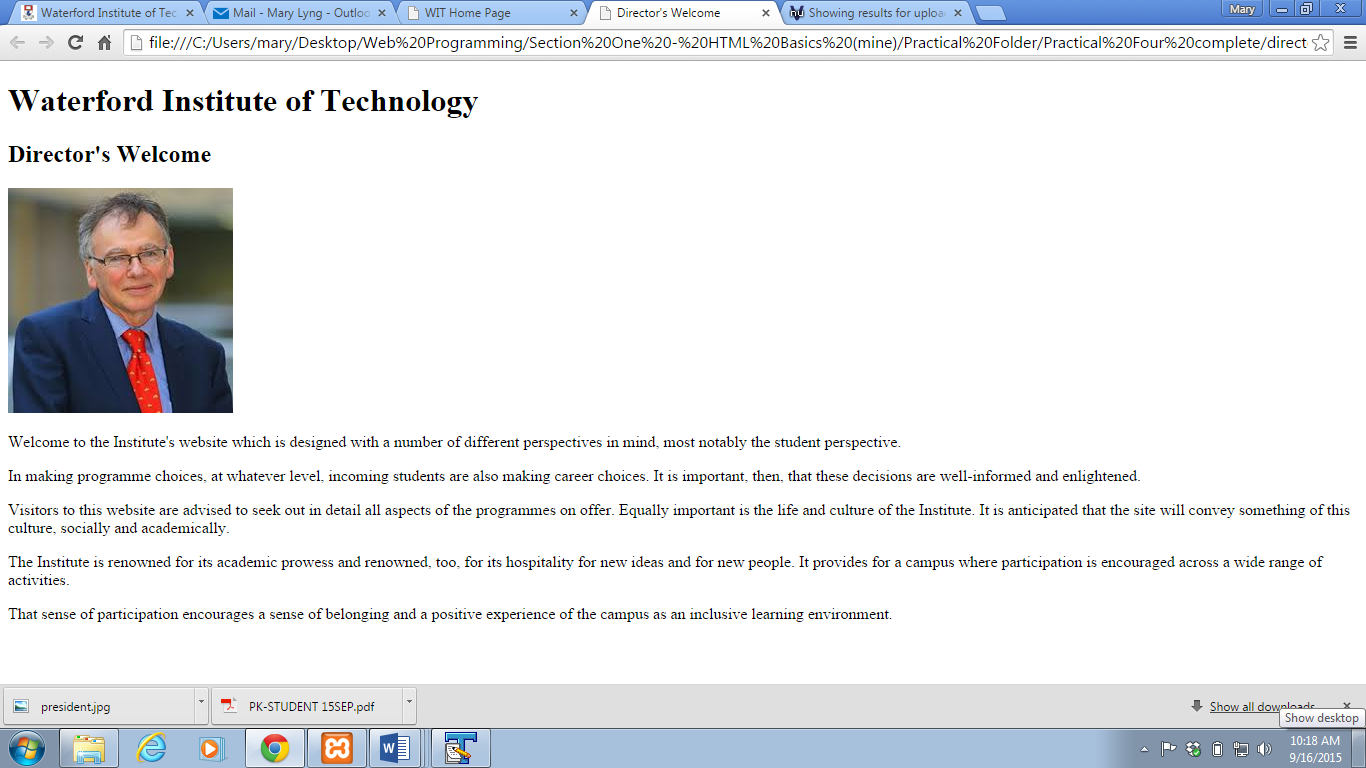 Waterford Institute of Tec
Mail - Mary Lyng - Outloo
WIT Home Page
Director's Welcome
Showing results for uploa
Mary
file:///C:/Users/mary/Desktop/Web%20Programming/Section%20One%20-%20HTML%20Basics%20(mine)/Practical%20Folder/Practical%20Four%20complete/direct
Waterford Institute of Technology
Director's Welcome
Welcome to the Institute's website which is designed with a number of different perspectives in mind, most notably the student perspective.
In making programme choices, at whatever level, incoming students are also making career choices. It is important, then, that these decisions are well-informed and enlightened.
Visitors to this website are advised to seek out in detail all aspects of the programmes on offer. Equally important is the life and culture of the Institute. It is anticipated that the site will convey something of this
culture, socially and academically.
The Institute is renowned for its academic prowess and renowned, too, for its hospitality for new ideas and for new people. It provides for a campus where participation is encouraged across a wide range of
activities.
That sense of participation encourages a sense of belonging and a positive experience of the campus as an inclusive learning environment.
president.jpg
PK-STUDENT 15SEP.pdf
Show all downloads...
Show desktop
10:18 AM
9/16/2015